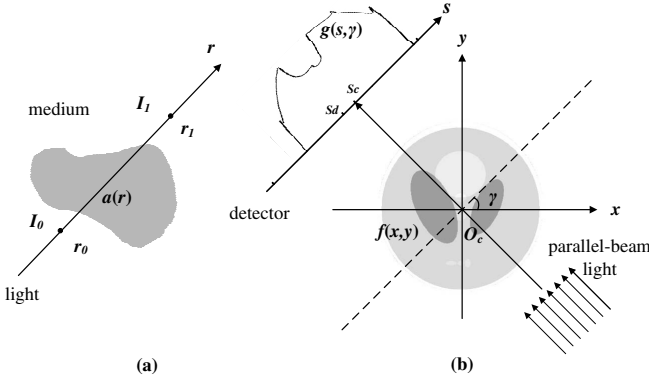 r
medium
I1
r1
a(r)
I0
r0
light
(a)
g(s,γ)
s
y
sc
sd
detector
γ
x
f(x,y)
Oc
parallel-beam
light
(b)